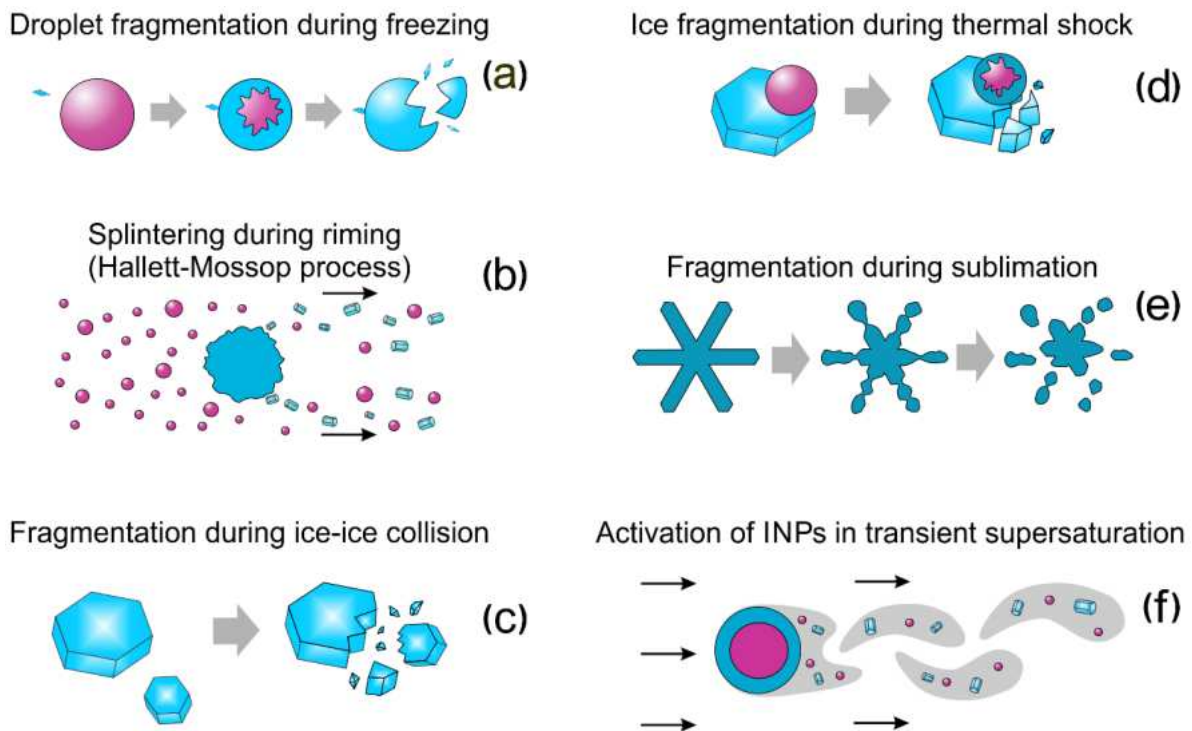 Droplet fragmentation during freezing
(a)
Splintering during riming
(Hallett-Mossop process)
(b)
Fragmentation during ice-ice collision
(c)
Ice fragmentation during thermal shock
(d)
Fragmentation during sublimation
(e)
Activation of INPs in transient supersaturation
(f)